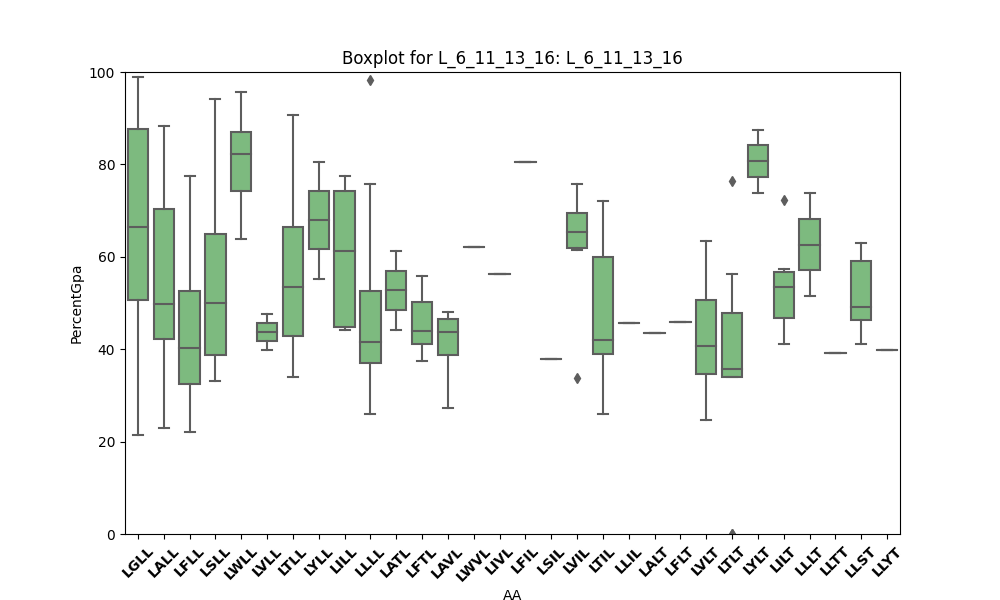 Boxplot for L_6_11_13_16: L_6_11_13_16
PercentGpa
100
80
60
40
20
0
LGLL LALL LFLL LSLL LWLL LVLL LTLL LYLL LILL LLLL LATL LFTL LAVL LWVL LIVL LFIL LSIL LVIL LTIL LLIL LALT LFLT LVLT LTLT LYLT LILT LLLT LLTT LLST LLYT
AA